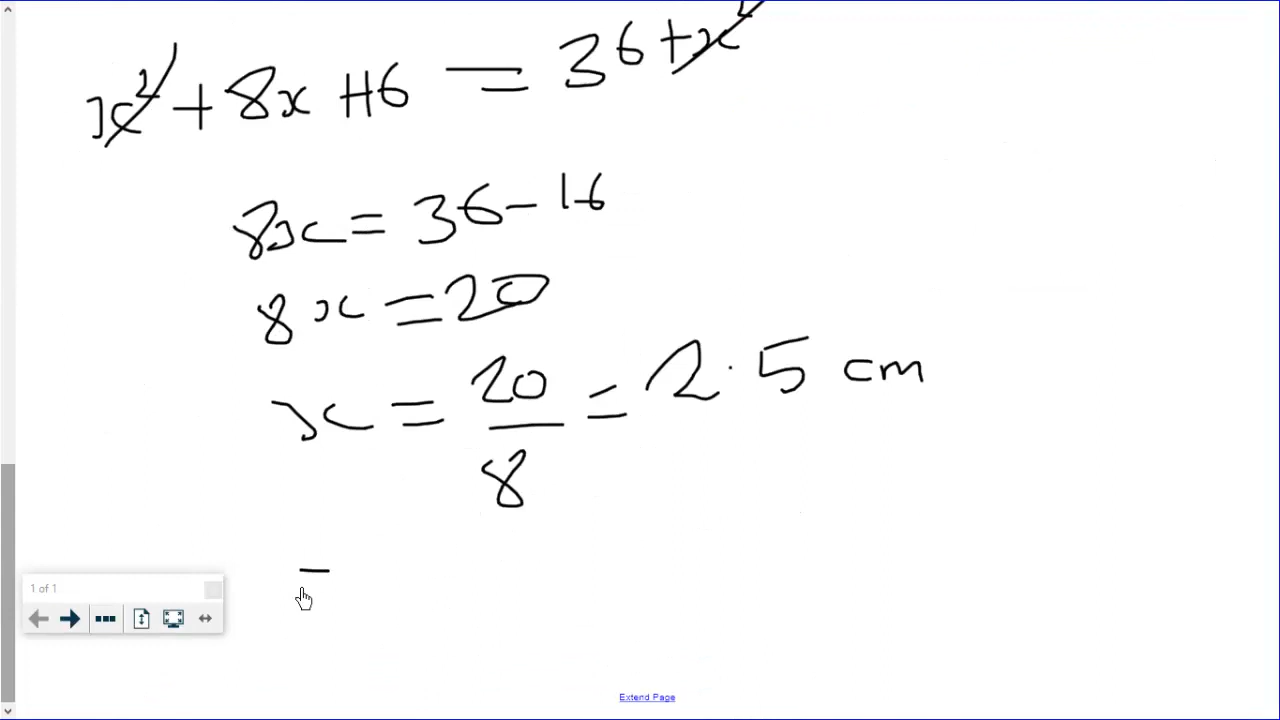 x² + 8x + 16 = 36 + x²
8x = 36 - 16
8x = 20
x = 20/8 = 2.5 cm
=
1 of 1
Extend Page